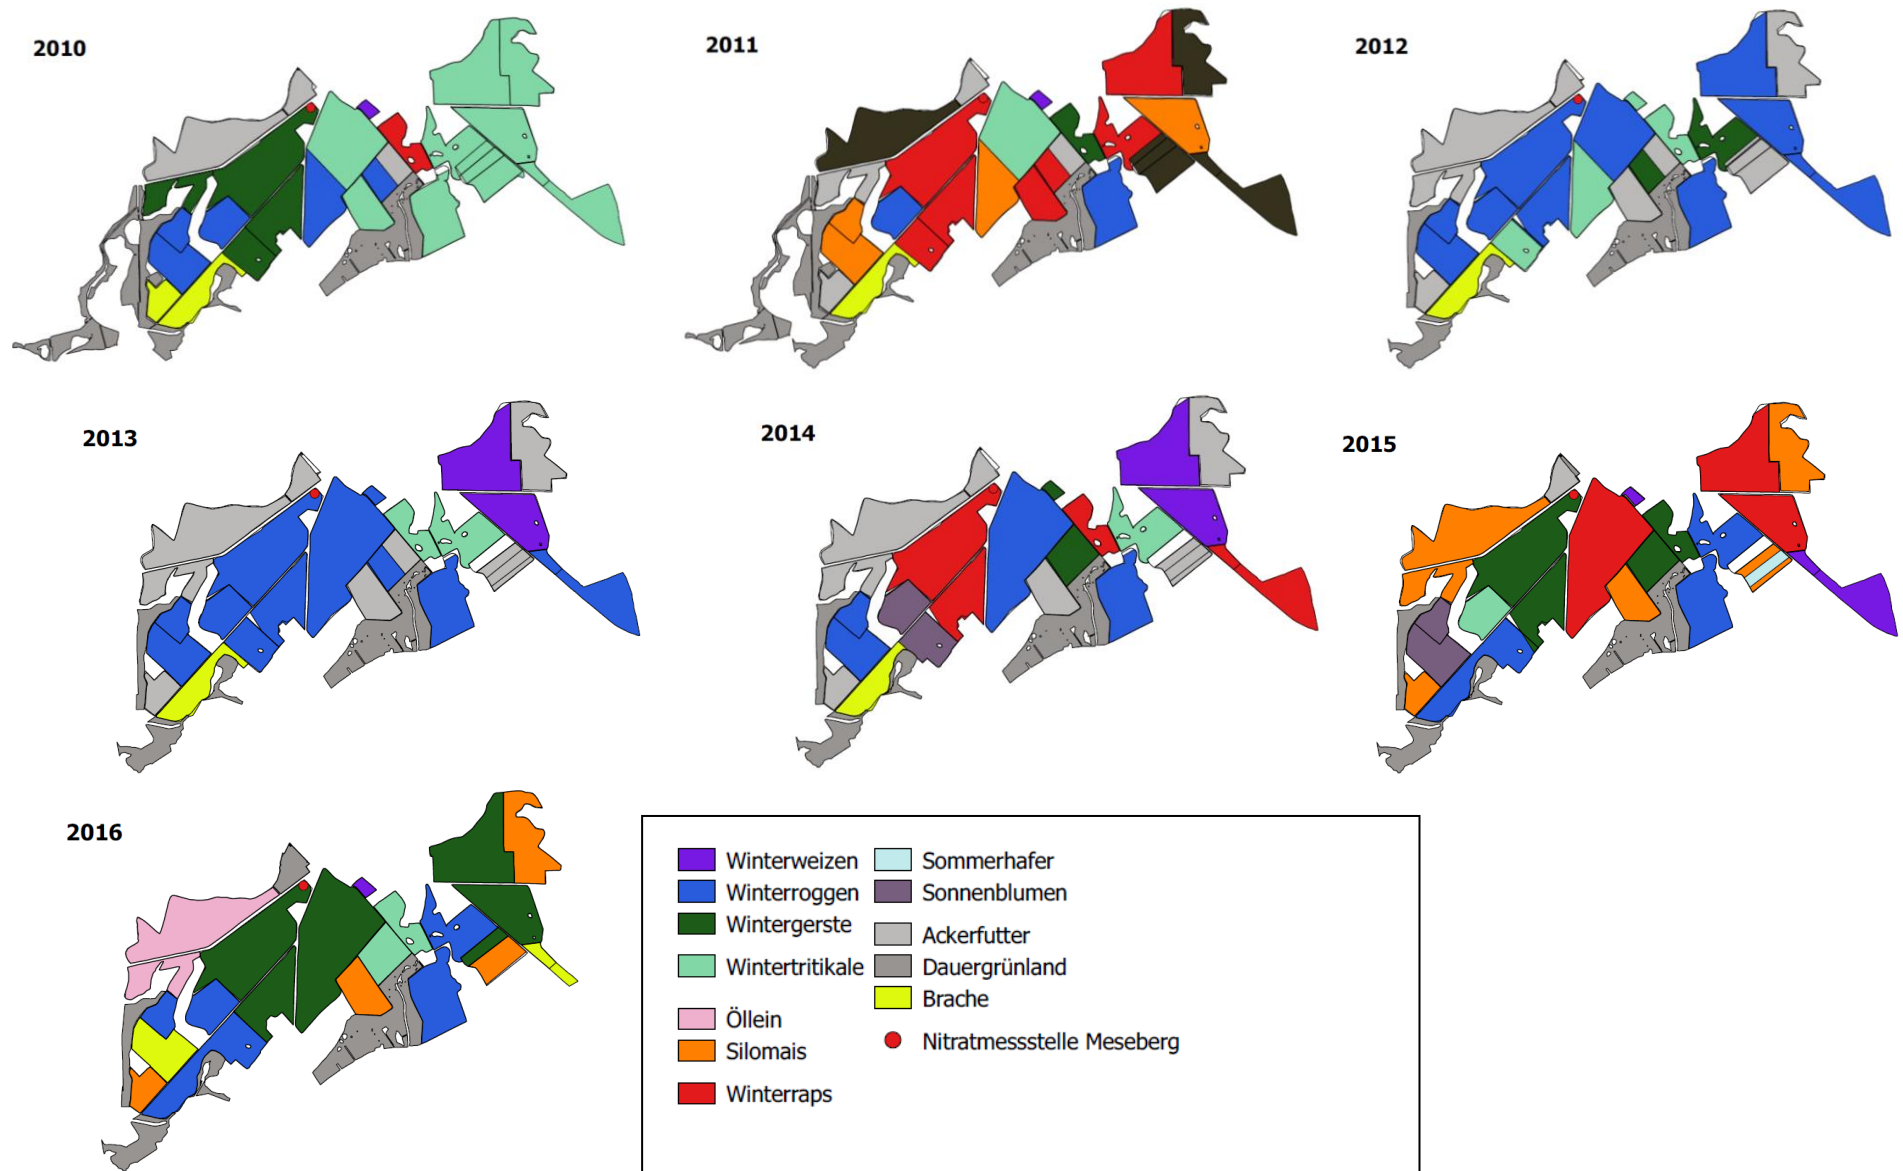 2010
2011
2012
2013
2014
2015
2016
Winterweizen
Winterroggen
Wintergerste
Wintertritikale
Öllein
Silomais
Winterraps
Sommerhafer
Sonnenblumen
Ackerfutter
Dauergrünland
Brache
Nitratmessstelle Meseberg